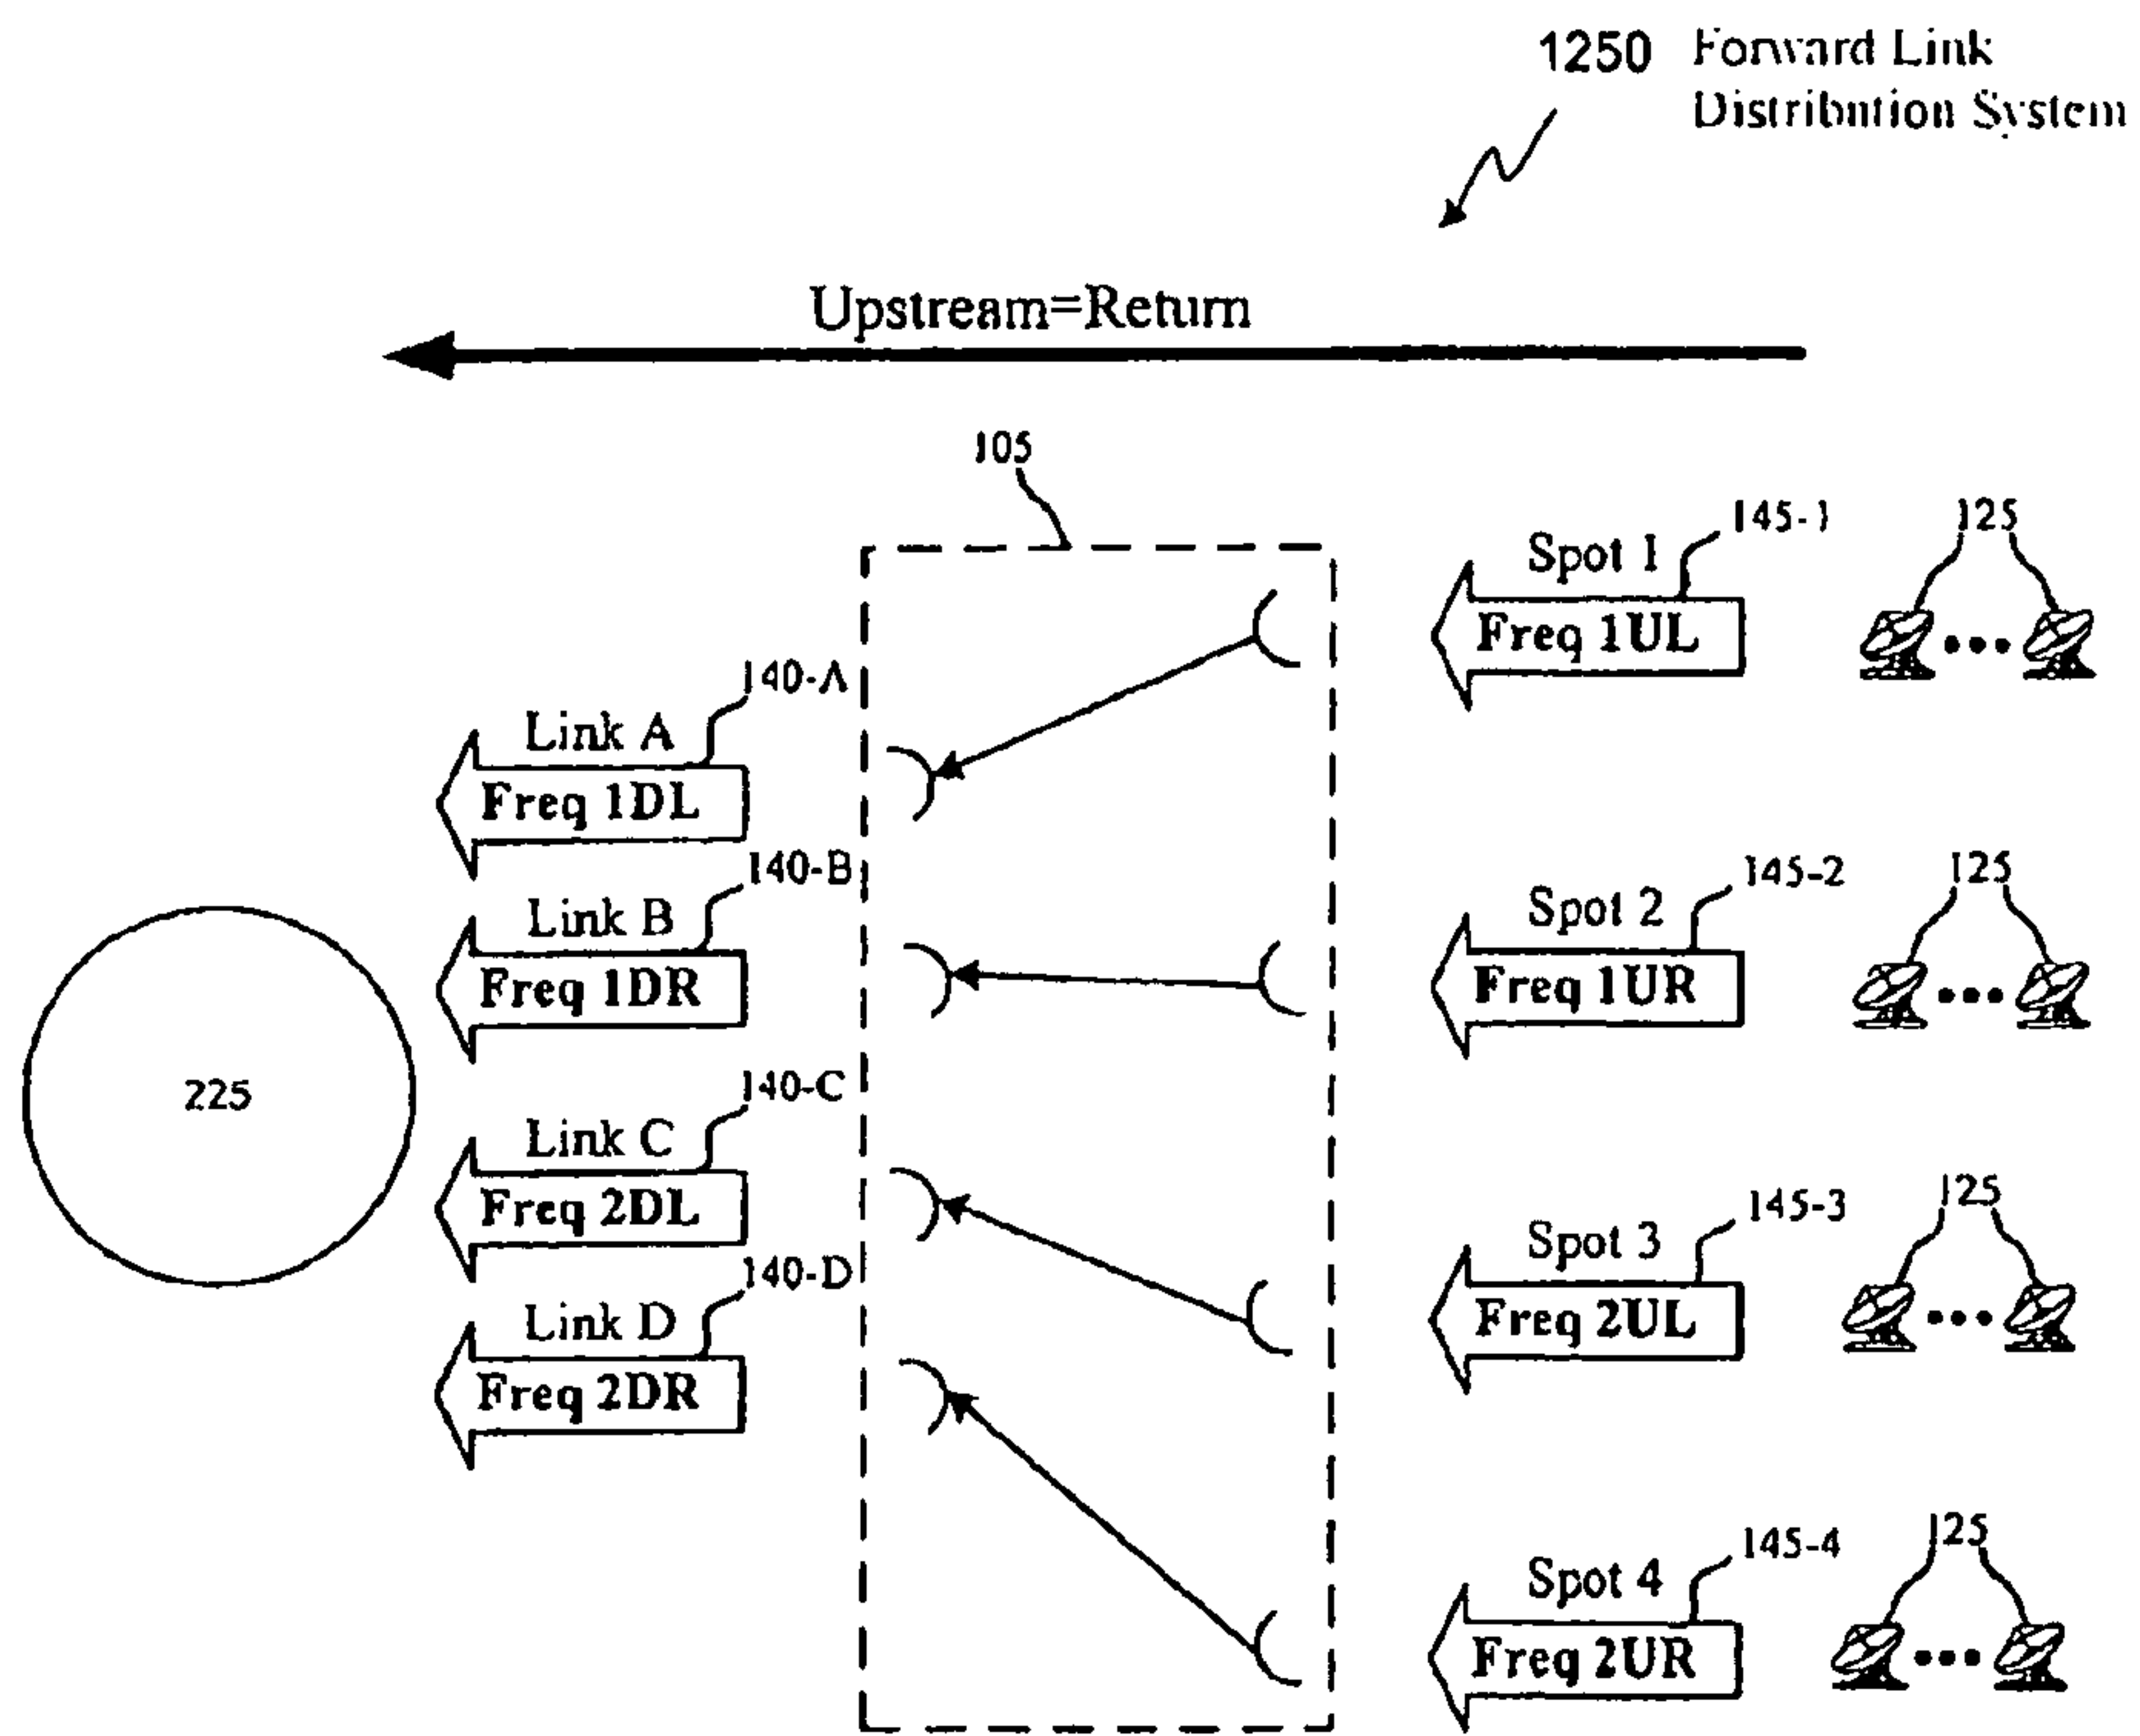 1250 Forward Link
Distribution System
Upstream=Return
105
145-1
125
Spot 1
Freq 1UL
140-A
Link A
Freq 1DL
140-B
145-2
125
Link B
Spot 2
Freq 1DR
Freq 1UR
225
140-C
Link C
145-3
125
Freq 2DL
Spot 3
140-D
Link D
Freq 2UL
Freq 2DR
145-4
125
Spot 4
Freq 2UR